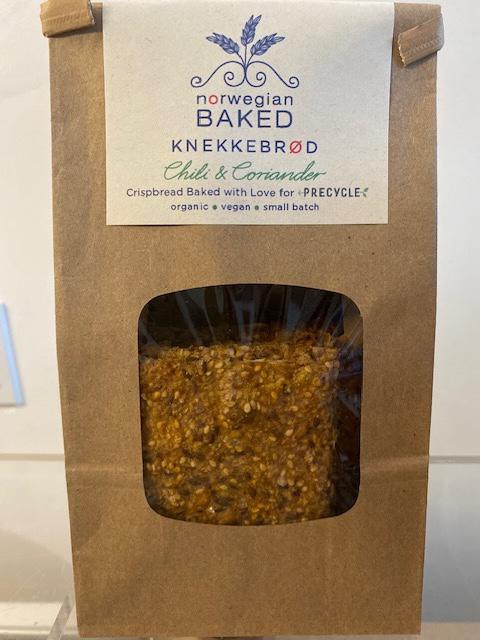 norwegian
BAKED
KNEKKEBRØD
Chili & Coriander
Crispbread Baked with Love for PRECYCLE
organic • vegan • small batch